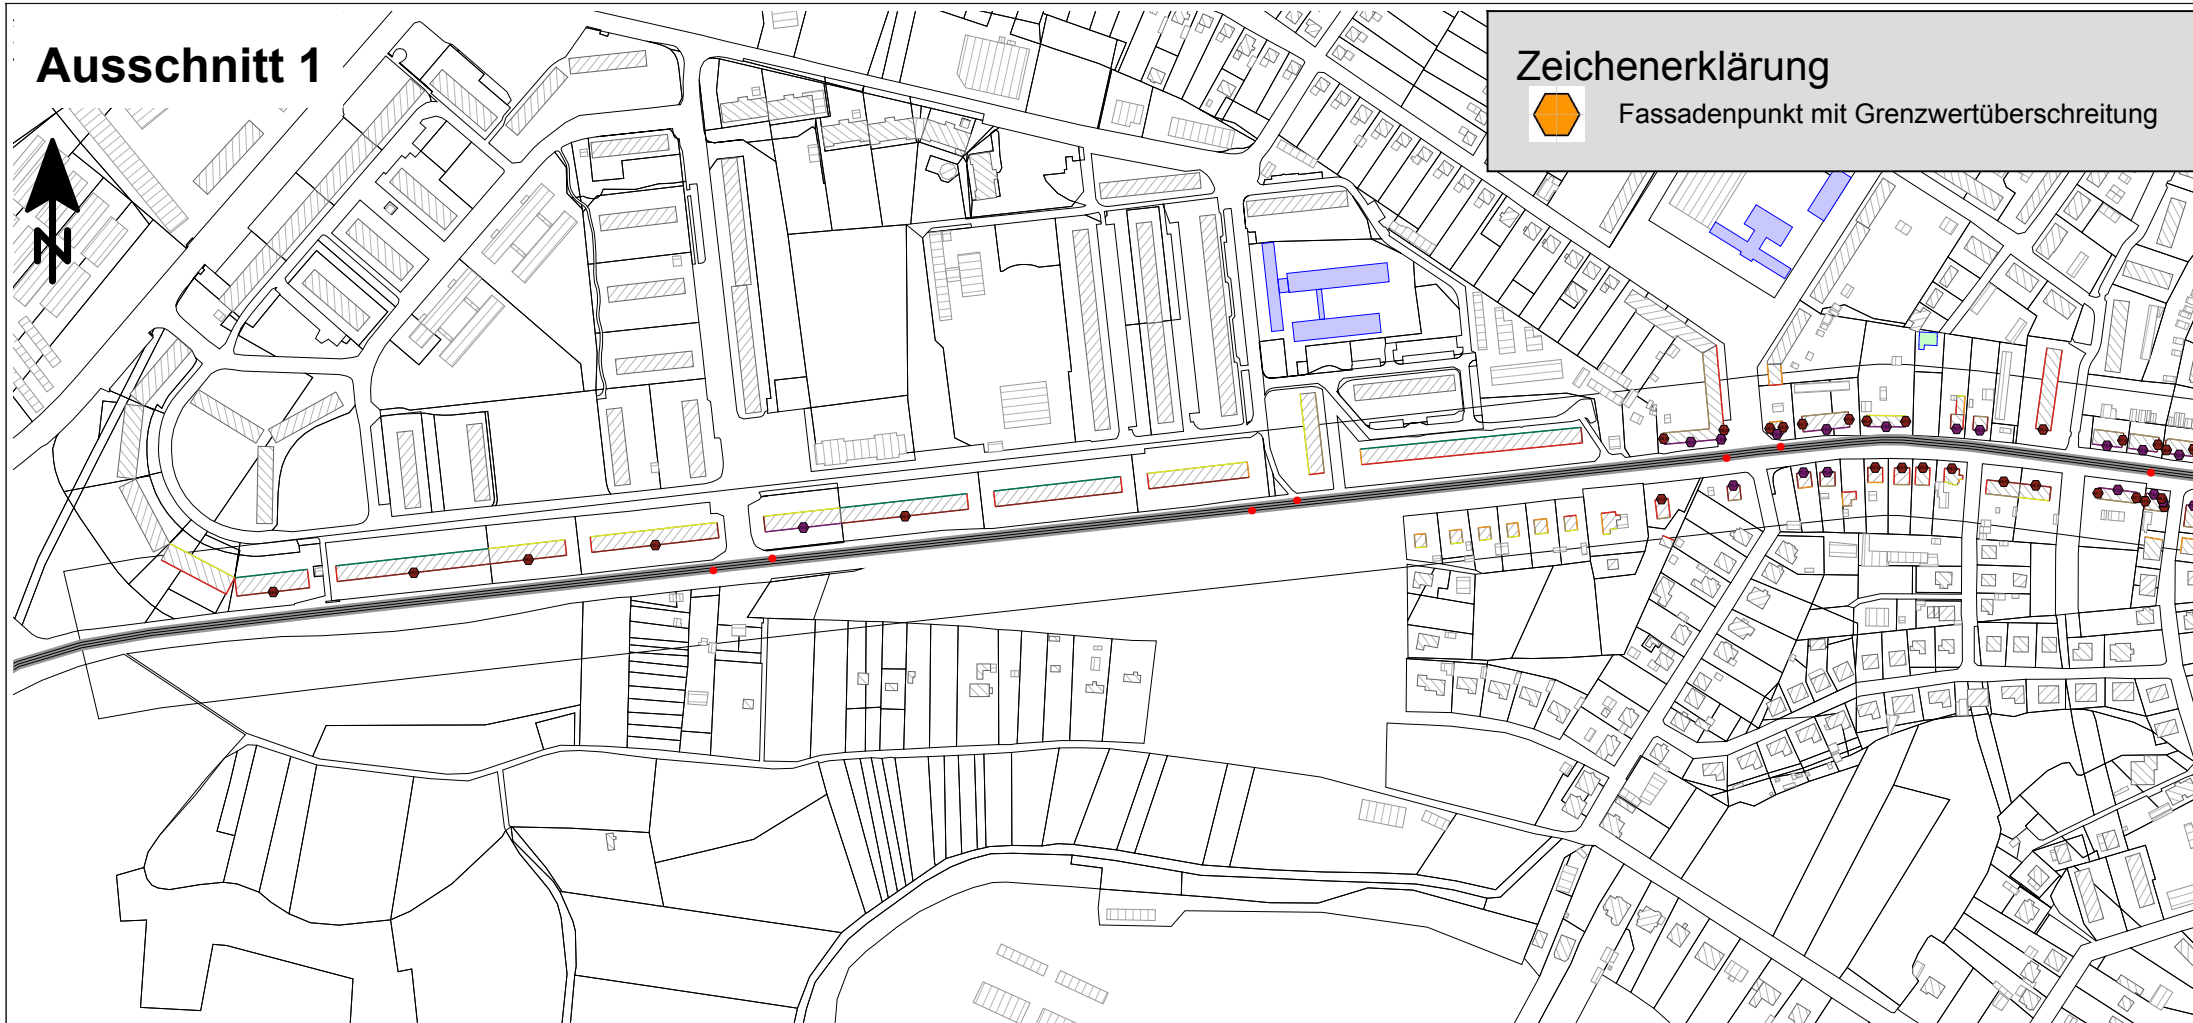 Ausschnitt 1
Zeichenerklärung
Fassadenpunkt mit Grenzwertüberschreitung
N